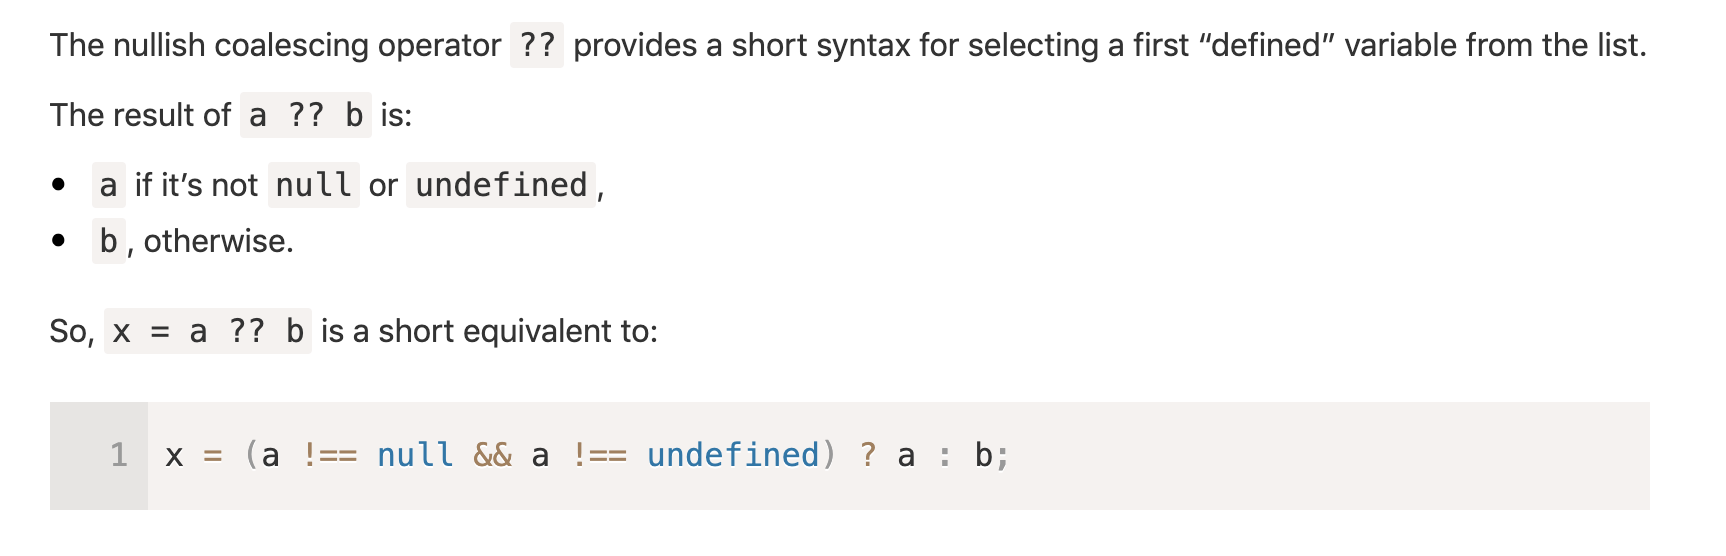 The nullish coalescing operator ?? provides a short syntax for selecting a first “defined” variable from the list.
The result of a ?? b is:
• a if it’s not null or undefined,
• b, otherwise.
So, x = a ?? b is a short equivalent to:
1 x = (a !== null && a !== undefined) ? a : b;